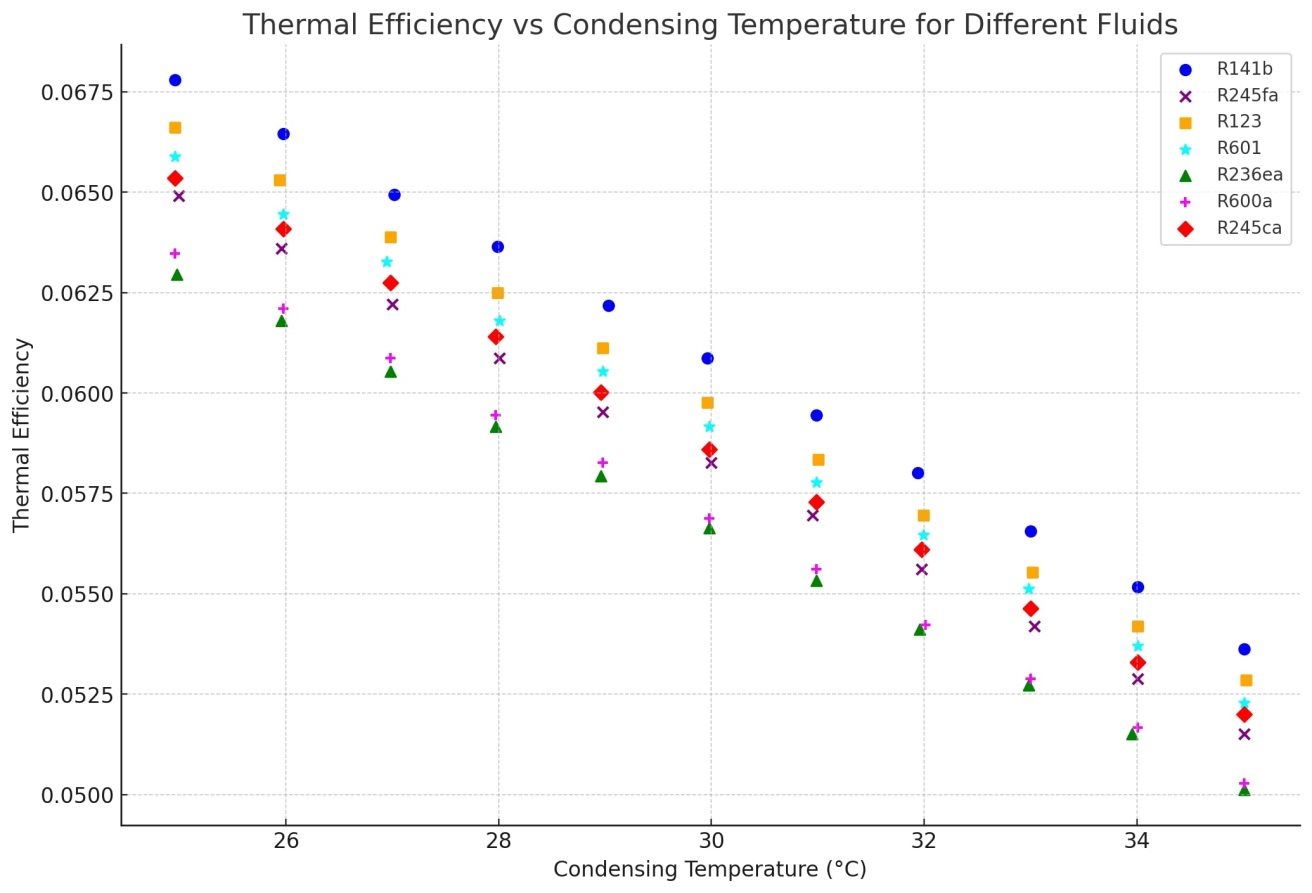 Thermal Efficiency vs Condensing Temperature for Different Fluids
R141b
R245fa
R123
R601
R236ea
R600a
R245ca
Thermal Efficiency
0.0675
0.0650
0.0625
0.0600
0.0575
0.0550
0.0525
0.0500
26
28
30
32
34
Condensing Temperature (°C)